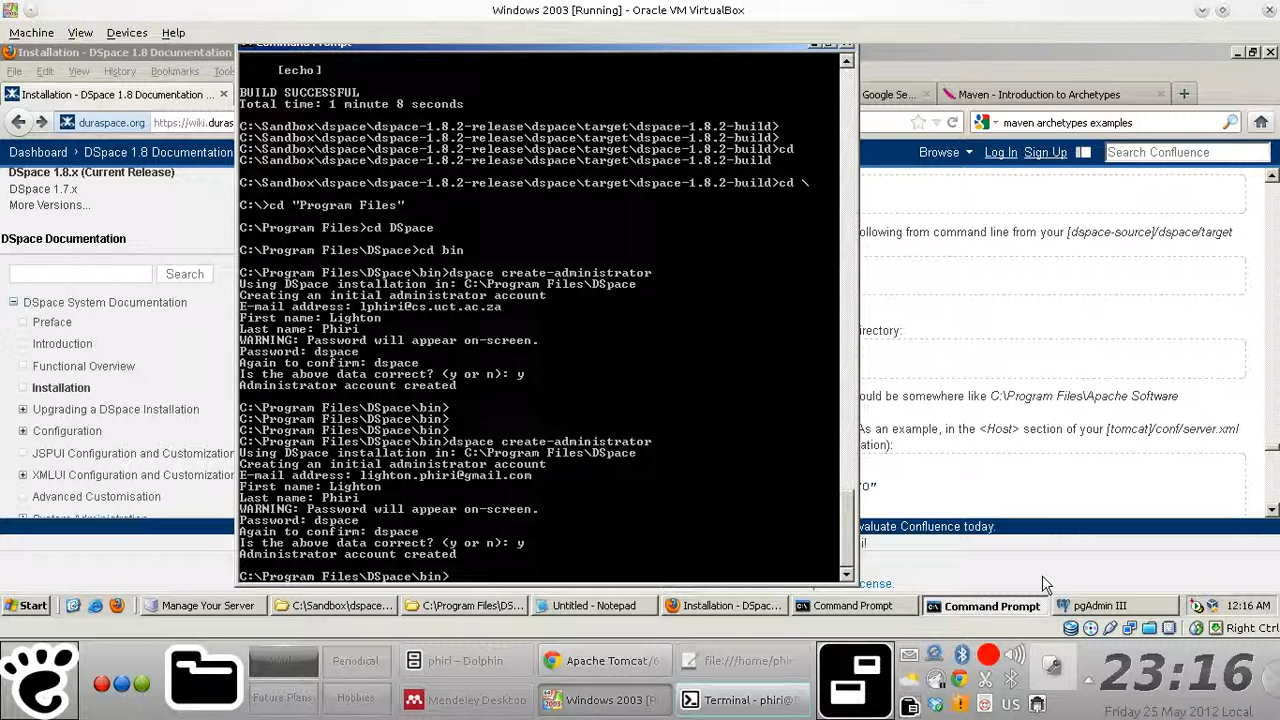 Windows 2003 [Running] - Oracle VM VirtualBox
Machine View Devices Help
Installation - DSpace 1.8 Documentation
Command Prompt
File Edit View History Bookmarks Tools
Installation - DSpace 1.8 Documentation ...
Google Se...
Maven - Introduction to Archetypes
duraspace.org
https://wiki.duras
maven archetypes examples
Dashboard > DSpace 1.8 Documentation
Browse Log In Sign Up Search Confluence
DSpace 1.8.x (Current Release)
DSpace 1.7.x
More Versions...
DSpace Documentation
Search
DSpace System Documentation
Preface
Introduction
Functional Overview
Installation
Upgrading a DSpace Installation
Configuration
JSPUI Configuration and Customization
XMLUI Configuration and Customization
Advanced Customisation
[echo]
BUILD SUCCESSFUL
Total time: 1 minute 8 seconds
C:\Sandbox\dspace\dspace-1.8.2-release\dspace\target\dspace-1.8.2-build>
C:\Sandbox\dspace\dspace-1.8.2-release\dspace\target\dspace-1.8.2-build>
C:\Sandbox\dspace\dspace-1.8.2-release\dspace\target\dspace-1.8.2-build>cd
C:\Sandbox\dspace\dspace-1.8.2-release\dspace\target\dspace-1.8.2-build
C:\Sandbox\dspace\dspace-1.8.2-release\dspace\target\dspace-1.8.2-build>cd \
C:\>cd "Program Files"
C:\Program Files>cd DSpace
C:\Program Files\DSpace>cd bin
C:\Program Files\DSpace\bin>dspace create-administrator
Using DSpace installation in: C:\Program Files\DSpace
Creating an initial administrator account
E-mail address: lphiri@cs.uct.ac.za
First name: Lighton
Last name: Phiri
WARNING: Password will appear on-screen.
Password: dspace
Again to confirm: dspace
Is the above data correct? (y or n): y
Administrator account created
C:\Program Files\DSpace\bin>
C:\Program Files\DSpace\bin>
C:\Program Files\DSpace\bin>
C:\Program Files\DSpace\bin>dspace create-administrator
Using DSpace installation in: C:\Program Files\DSpace
Creating an initial administrator account
E-mail address: lighton.phiri@gmail.com
First name: Lighton
Last name: Phiri
WARNING: Password will appear on-screen.
Password: dspace
Again to confirm: dspace
Is the above data correct? (y or n): y
Administrator account created
C:\Program Files\DSpace\bin>
ollowing from command line from your [dspace-source]/dspace/target
irectory:
ould be somewhere like C:\Program Files\Apache Software
As an example, in the <Host> section of your [tomcat]/conf/server.xml
ation):
0"
valuate Confluence today.
cense.
Start
Manage Your Server
C:\Sandbox\dspace...
C:\Program Files\DS...
Untitled - Notepad
Installation - DSpac...
Command Prompt
Command Prompt
pgAdmin III
12:16 AM
Right Ctrl
Work
Periodical
phiri – Dolphin
Apache Tomcat/6
file:///home/phir
Future Plans
Hobbies
Mendeley Desktop
Windows 2003 [R
Terminal - phiri@
US
23:16
Friday 25 May 2012 Local